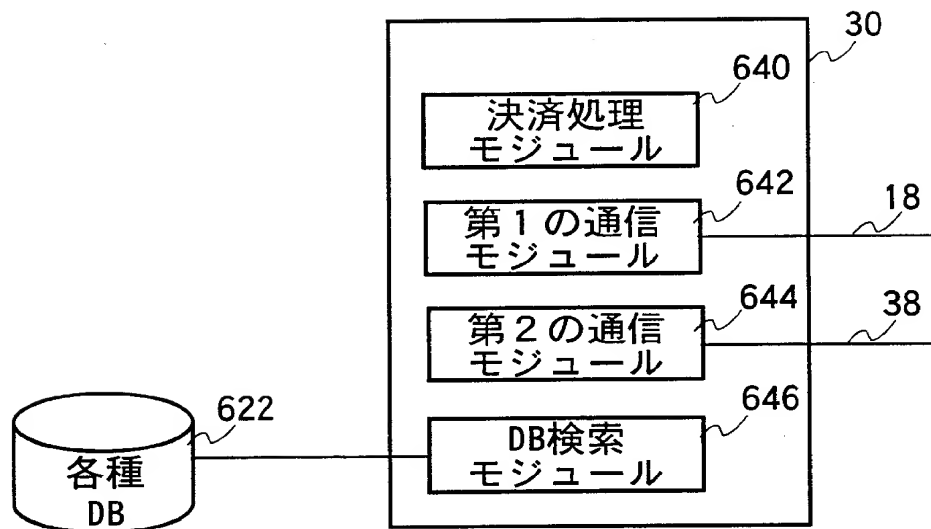 30
640
決済処理
モジュール
642
第1の通信
モジュール
18
644
第2の通信
モジュール
38
646
DB検索
モジュール
622
各種
DB